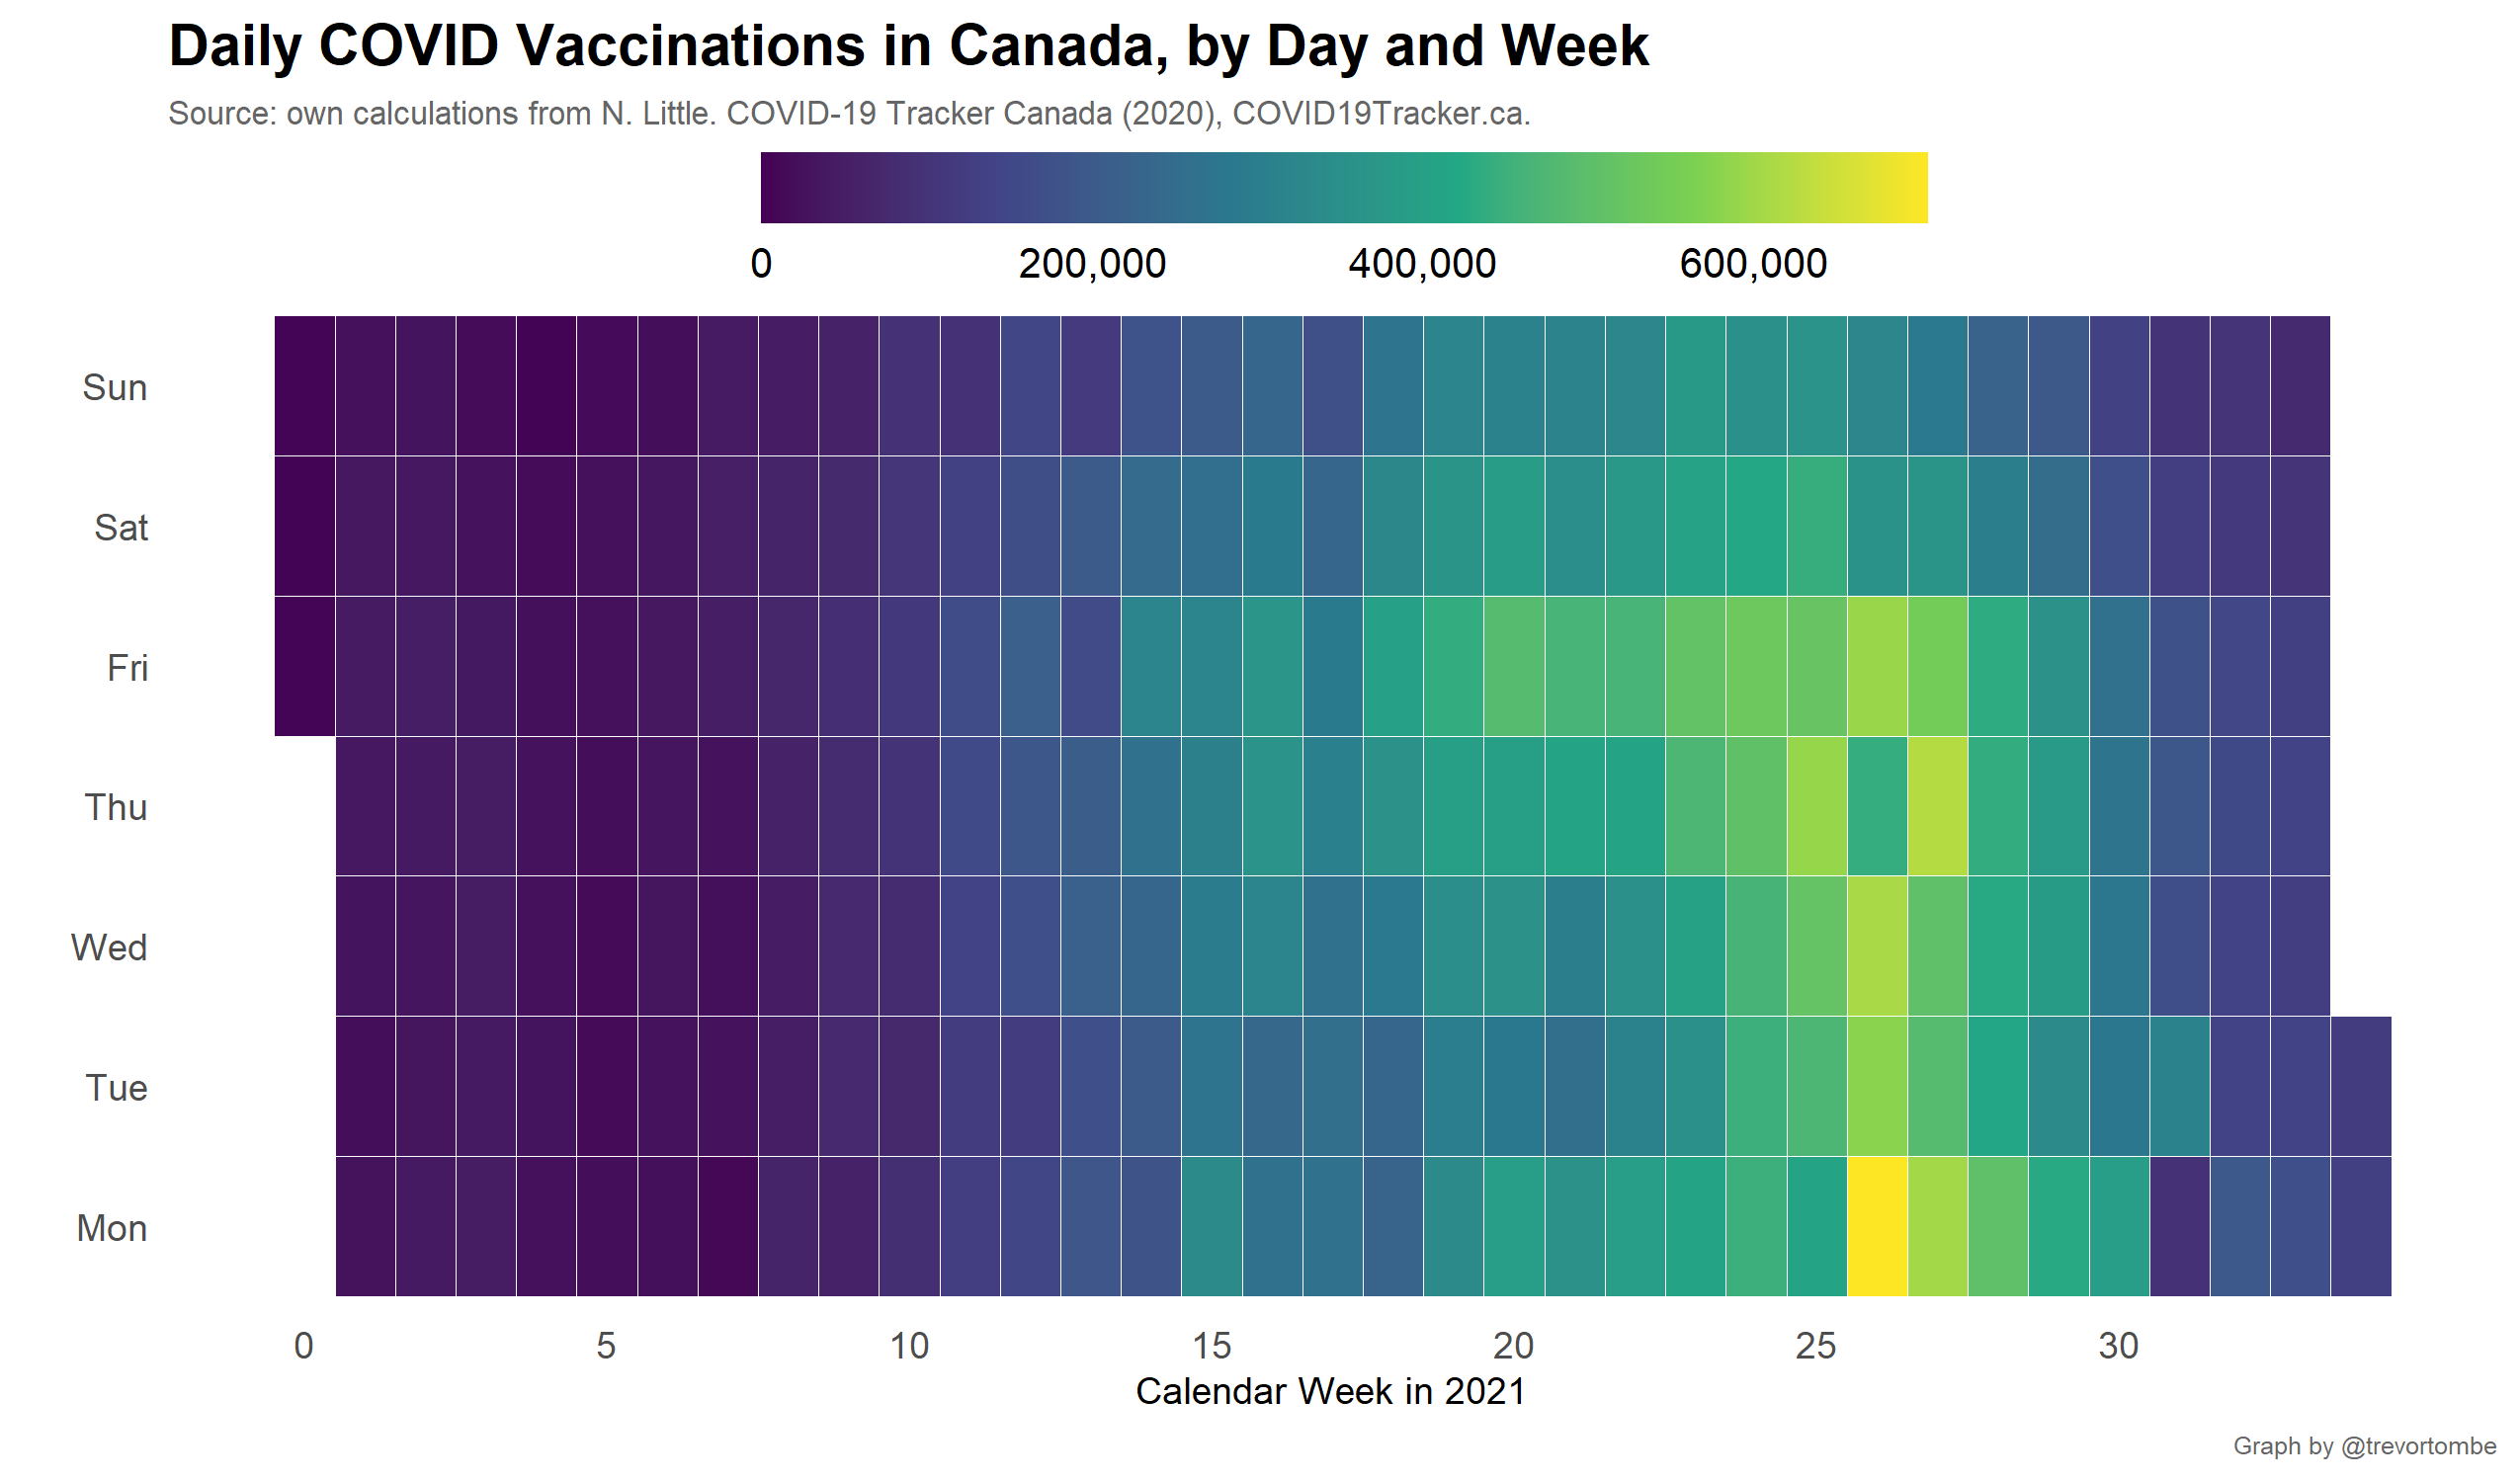 Daily COVID Vaccinations in Canada, by Day and Week
Source: own calculations from N. Little. COVID-19 Tracker Canada (2020), COVID19Tracker.ca.
0 200,000 400,000 600,000
Sun
Sat
Fri
Thu
Wed
Tue
Mon
0 5 10 15 20 25 30
Calendar Week in 2021
Graph by @trevortombe